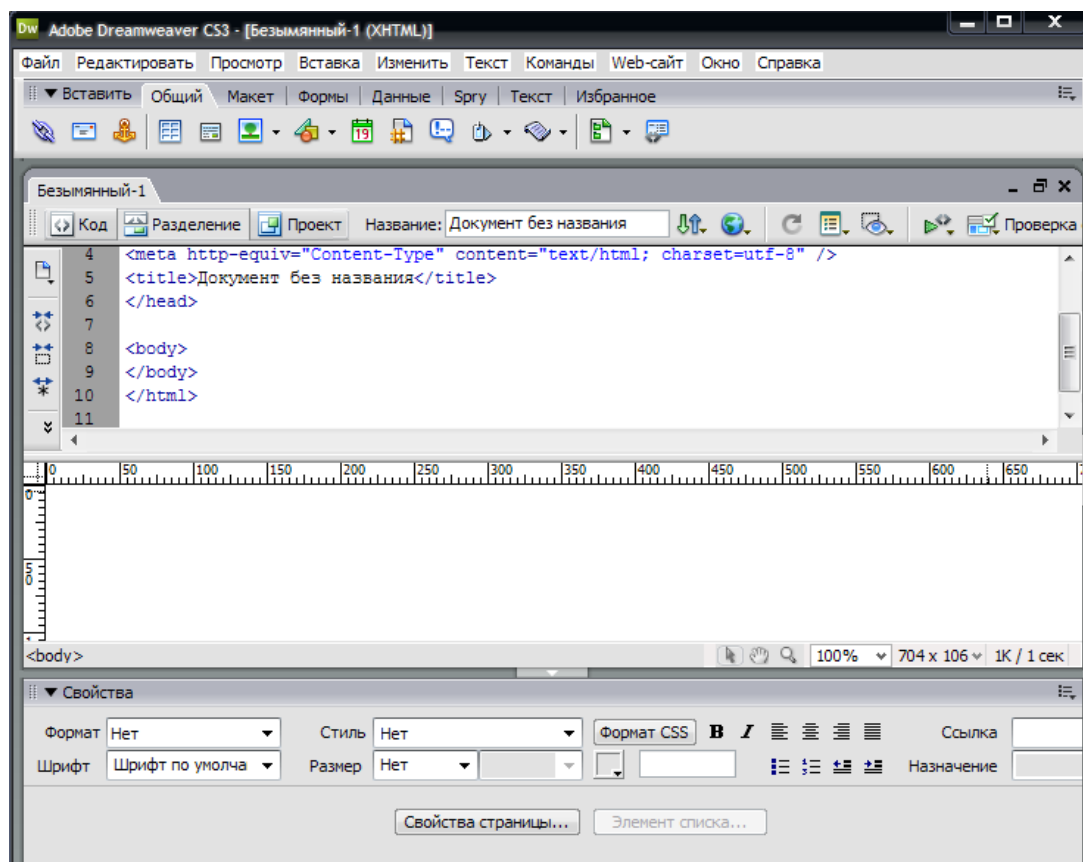 Dw Adobe Dreamweaver CS3 - [Безымянный-1 (XHTML)]
Файл Редактировать Просмотр Вставка Изменить Текст Команды Web-сайт Окно Справка
▼ Вставить Общий Макет Формы Данные Spry Текст Избранное
19
Безымянный-1
Код Разделение Проект Название: Документ без названия Проверка
4 <meta http-equiv="Content-Type" content="text/html; charset=utf-8" />
5 <title>Документ без названия</title>
6 </head>
7
8 <body>
9 </body>
10 </html>
11
0 50 100 150 200 250 300 350 400 450 500 550 600 650
0
50
<body> 100% 704 x 106 1K / 1 сек
▼ Свойства
Формат Нет Стиль Нет Формат CSS B I Ссылка
Шрифт Шрифт по умолча Размер Нет Назначение
Свойства страницы... Элемент списка...